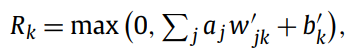 R_k = max (0, ∑_j a_j w'_{jk} + b'_k),